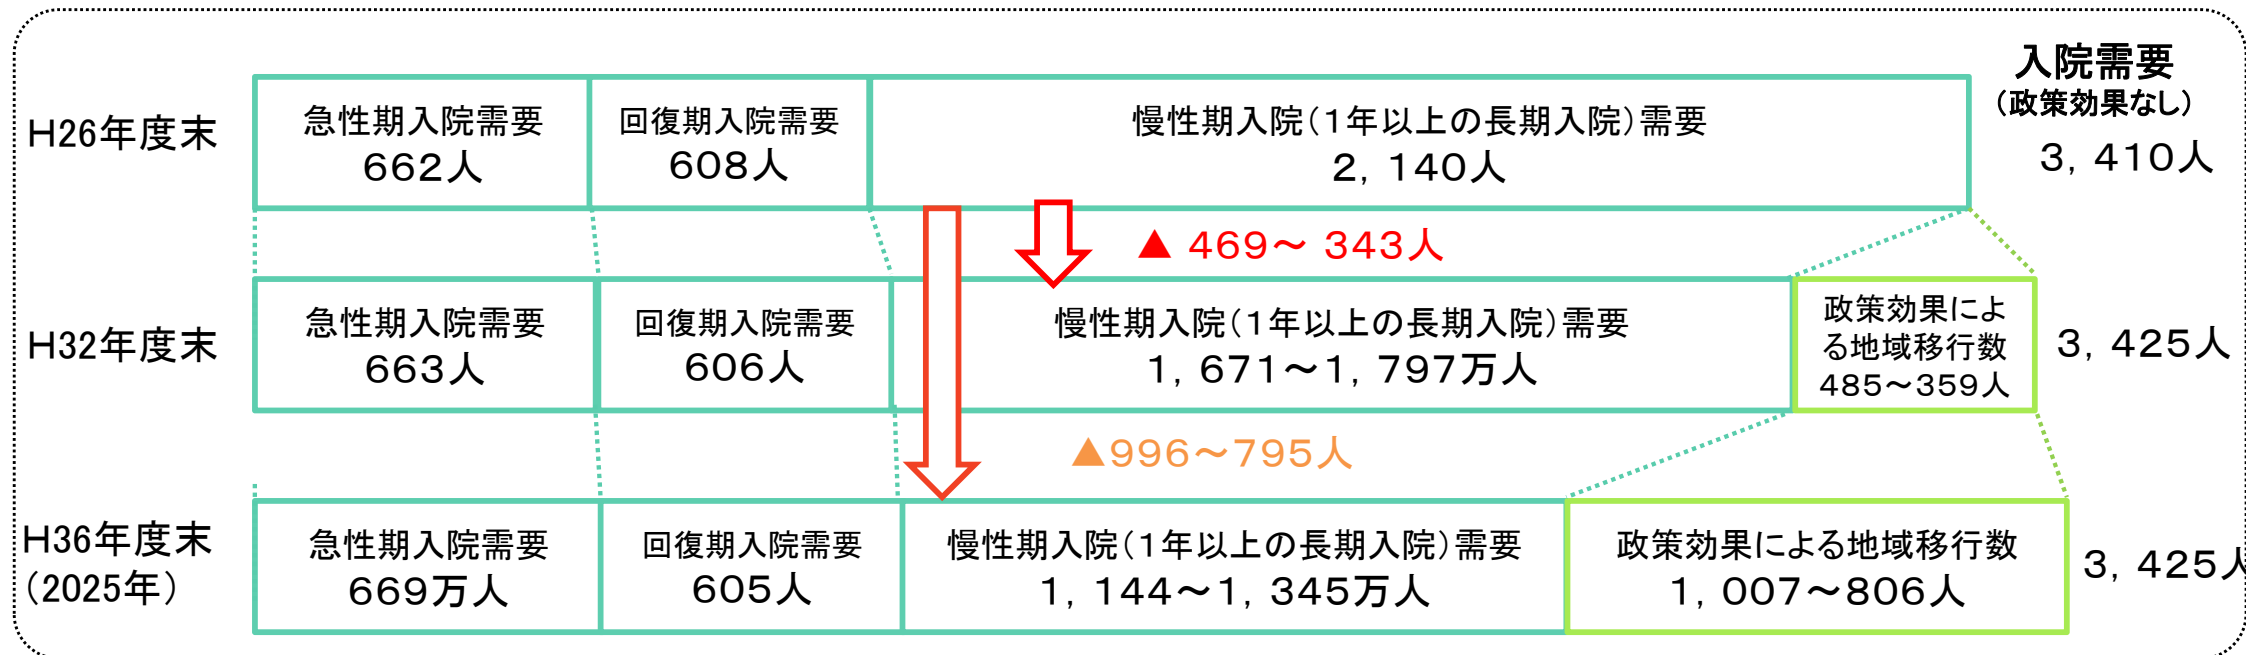 入院需要
（政策効果なし）
H26年度末
急性期入院需要
662人
回復期入院需要
608人
慢性期入院（1年以上の長期入院）需要
2，140人
3，410人
▲ 469～ 343人
H32年度末
急性期入院需要
663人
回復期入院需要
606人
慢性期入院（1年以上の長期入院）需要
1，671～1，797万人
政策効果によ
る地域移行数
485～359人
3，425人
▲996～795人
H36年度末
（2025年）
急性期入院需要
669万人
回復期入院需要
605人
慢性期入院（1年以上の長期入院）需要
1，144～1，345万人
政策効果による地域移行数
1，007～806人
3，425人